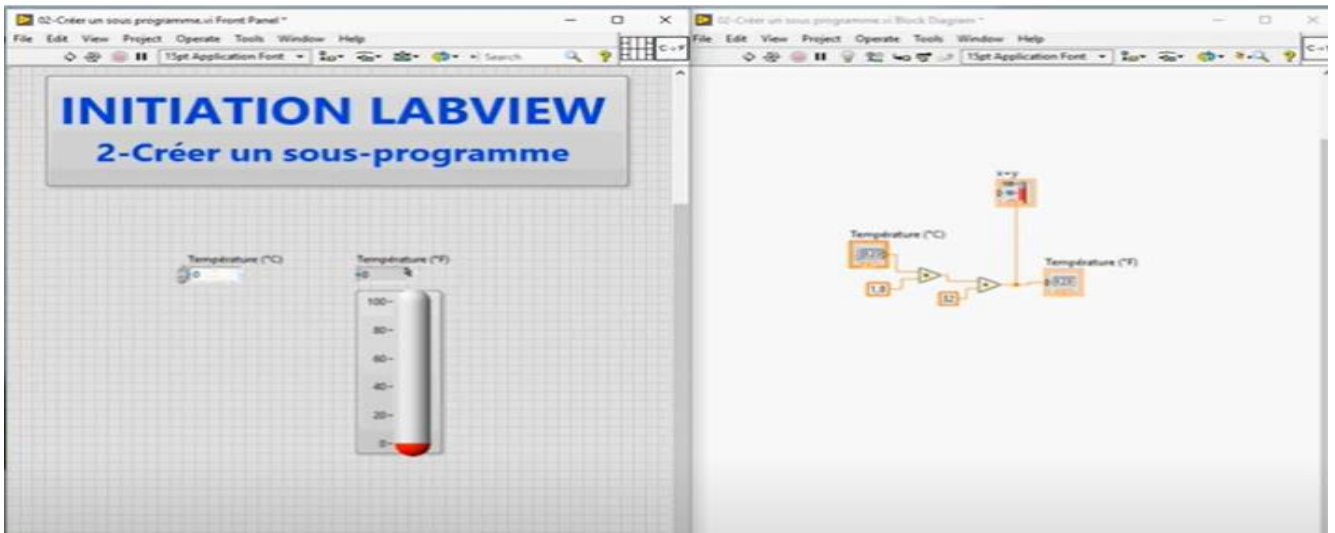 02-Créer un sous programme.vi Front Panel *
File Edit View Project Operate Tools Window Help
15pt Application Font
Search
C→F
INITIATION LABVIEW
2-Créer un sous-programme
Température (°C)
0
Température (°F)
0
100
80
60
40
20
0
02-Créer un sous programme.vi Block Diagram *
File Edit View Project Operate Tools Window Help
15pt Application Font
x+y
Température (°C)
1,8
32
Température (°F)